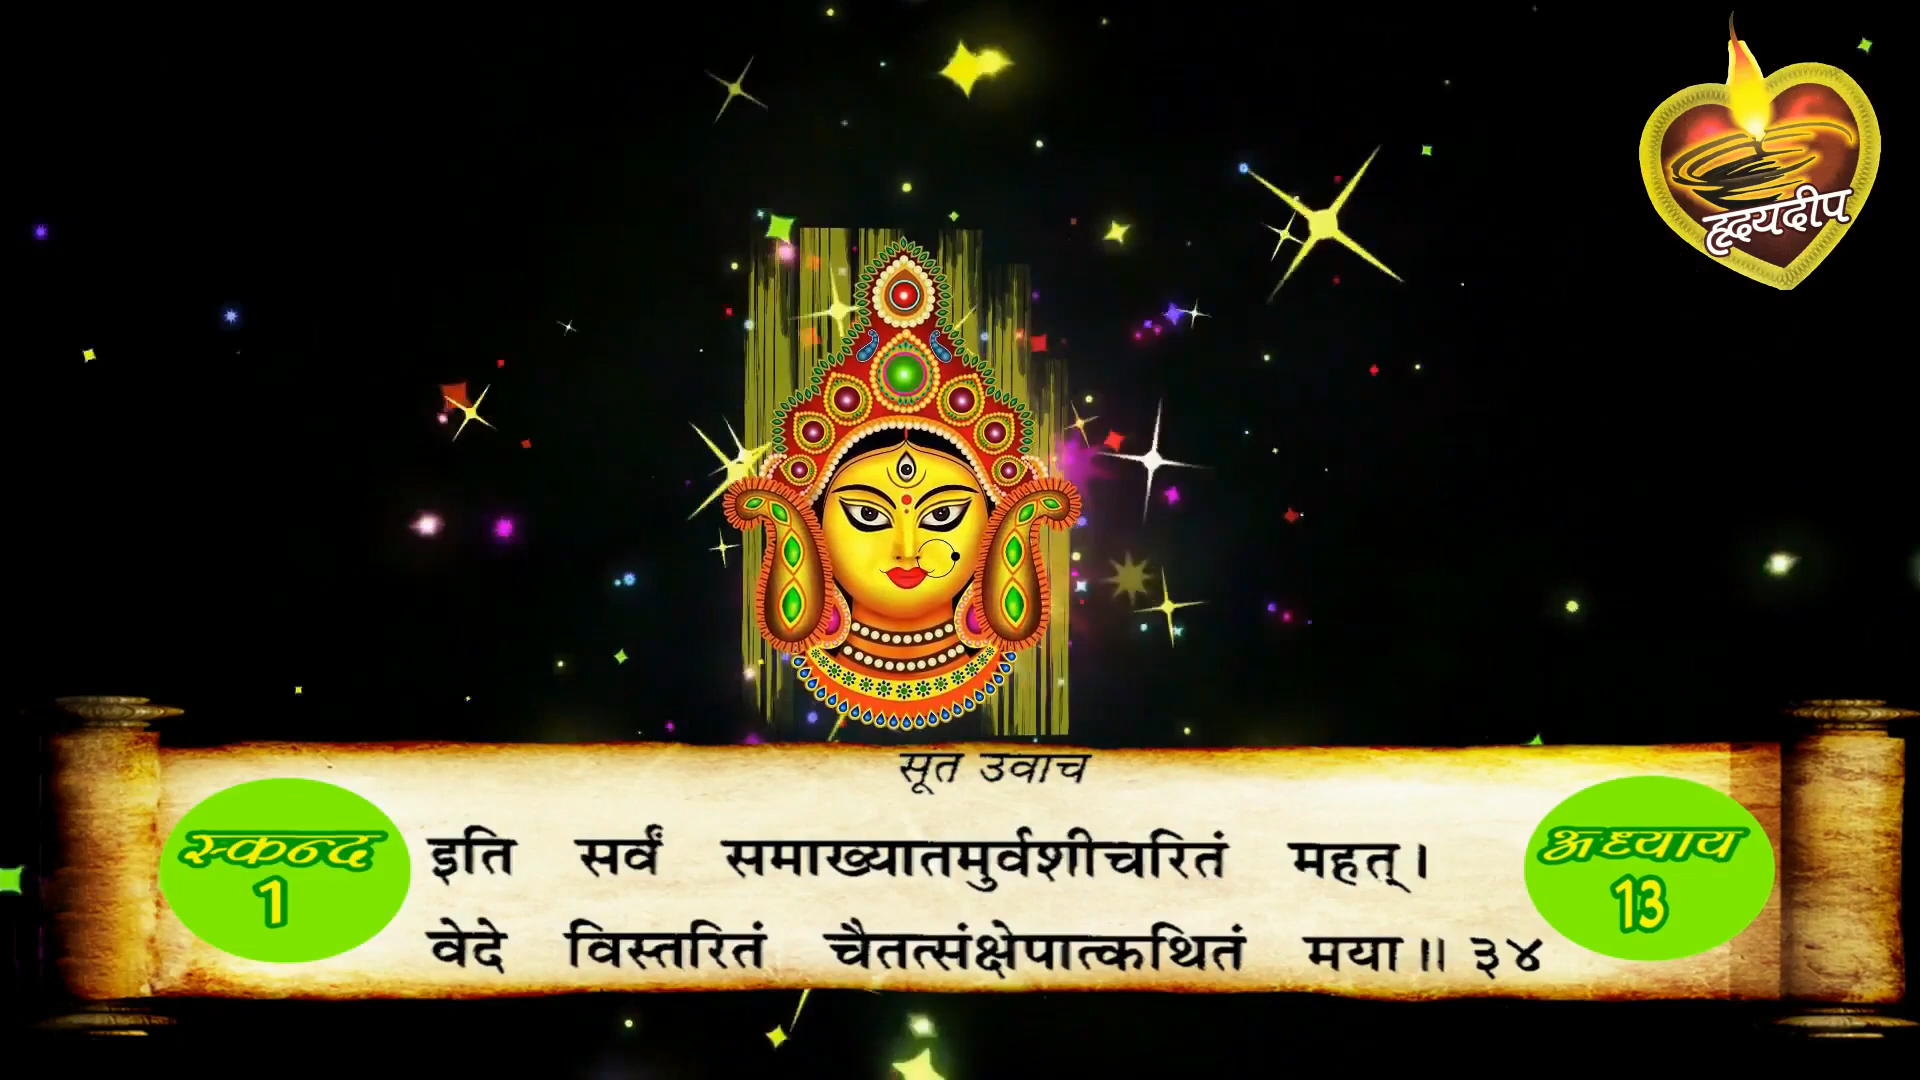 हृदयदीप
सूत उवाच
स्कन्द
1
इति सर्वं समाख्यातमुर्वशीचरितं महत्।
वेदे विस्तरितं चैतत्संक्षेपात्कथितं मया॥ ३४
अध्याय
13